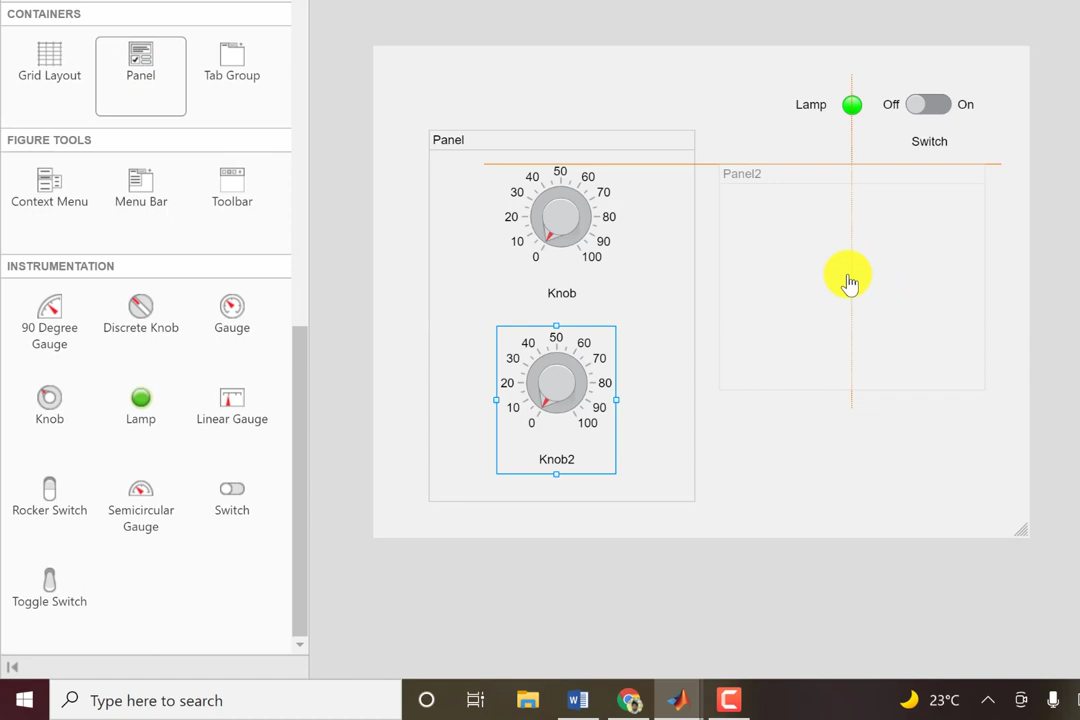 CONTAINERS
Grid Layout
Panel
Tab Group
FIGURE TOOLS
Context Menu
Menu Bar
Toolbar
INSTRUMENTATION
90 Degree
Gauge
Discrete Knob
Gauge
Knob
Lamp
Linear Gauge
Rocker Switch
Semicircular
Gauge
Switch
Toggle Switch
Lamp
Off
On
Switch
Panel
50
40 60
30 70
20 80
10 90
0 100
Knob
50
40 60
30 70
20 80
10 90
0 100
Knob2
Panel2
Type here to search
23°C